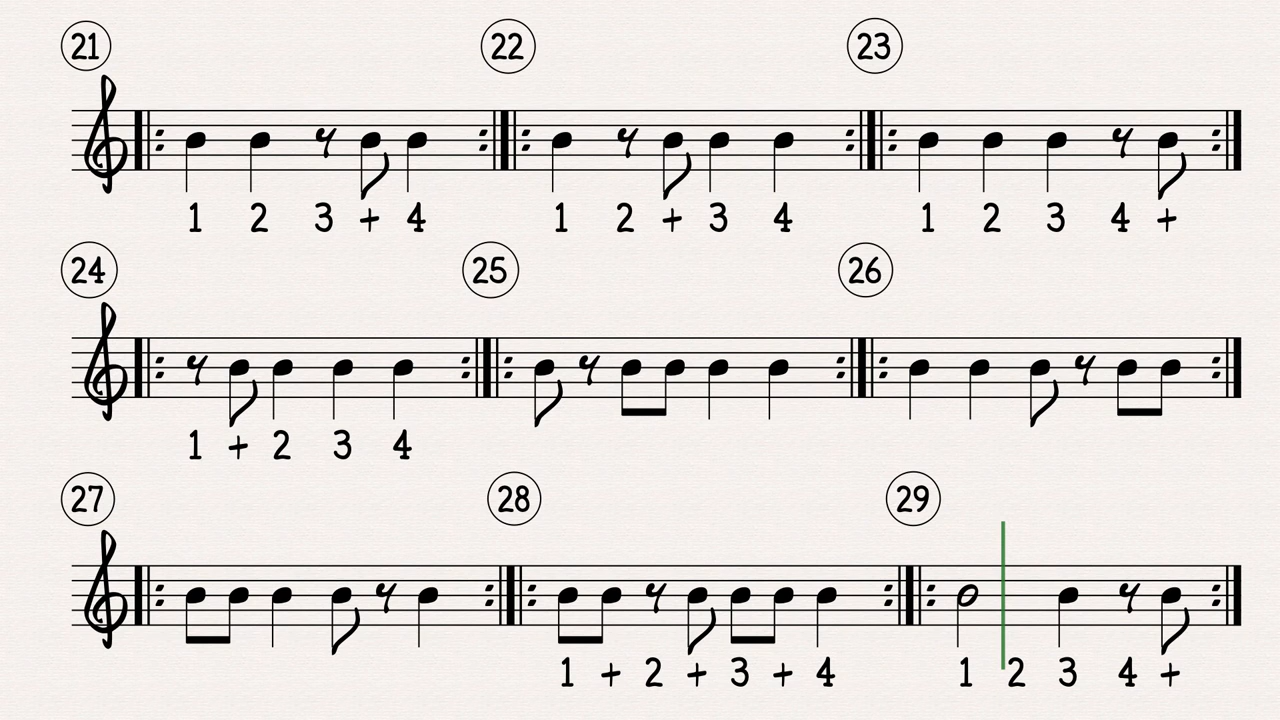 21 22 23
1 2 3 + 4 1 2 + 3 4 1 2 3 4 +
24 25 26
1 + 2 3 4
27 28 29
1 + 2 + 3 + 4 1 2 3 4 +